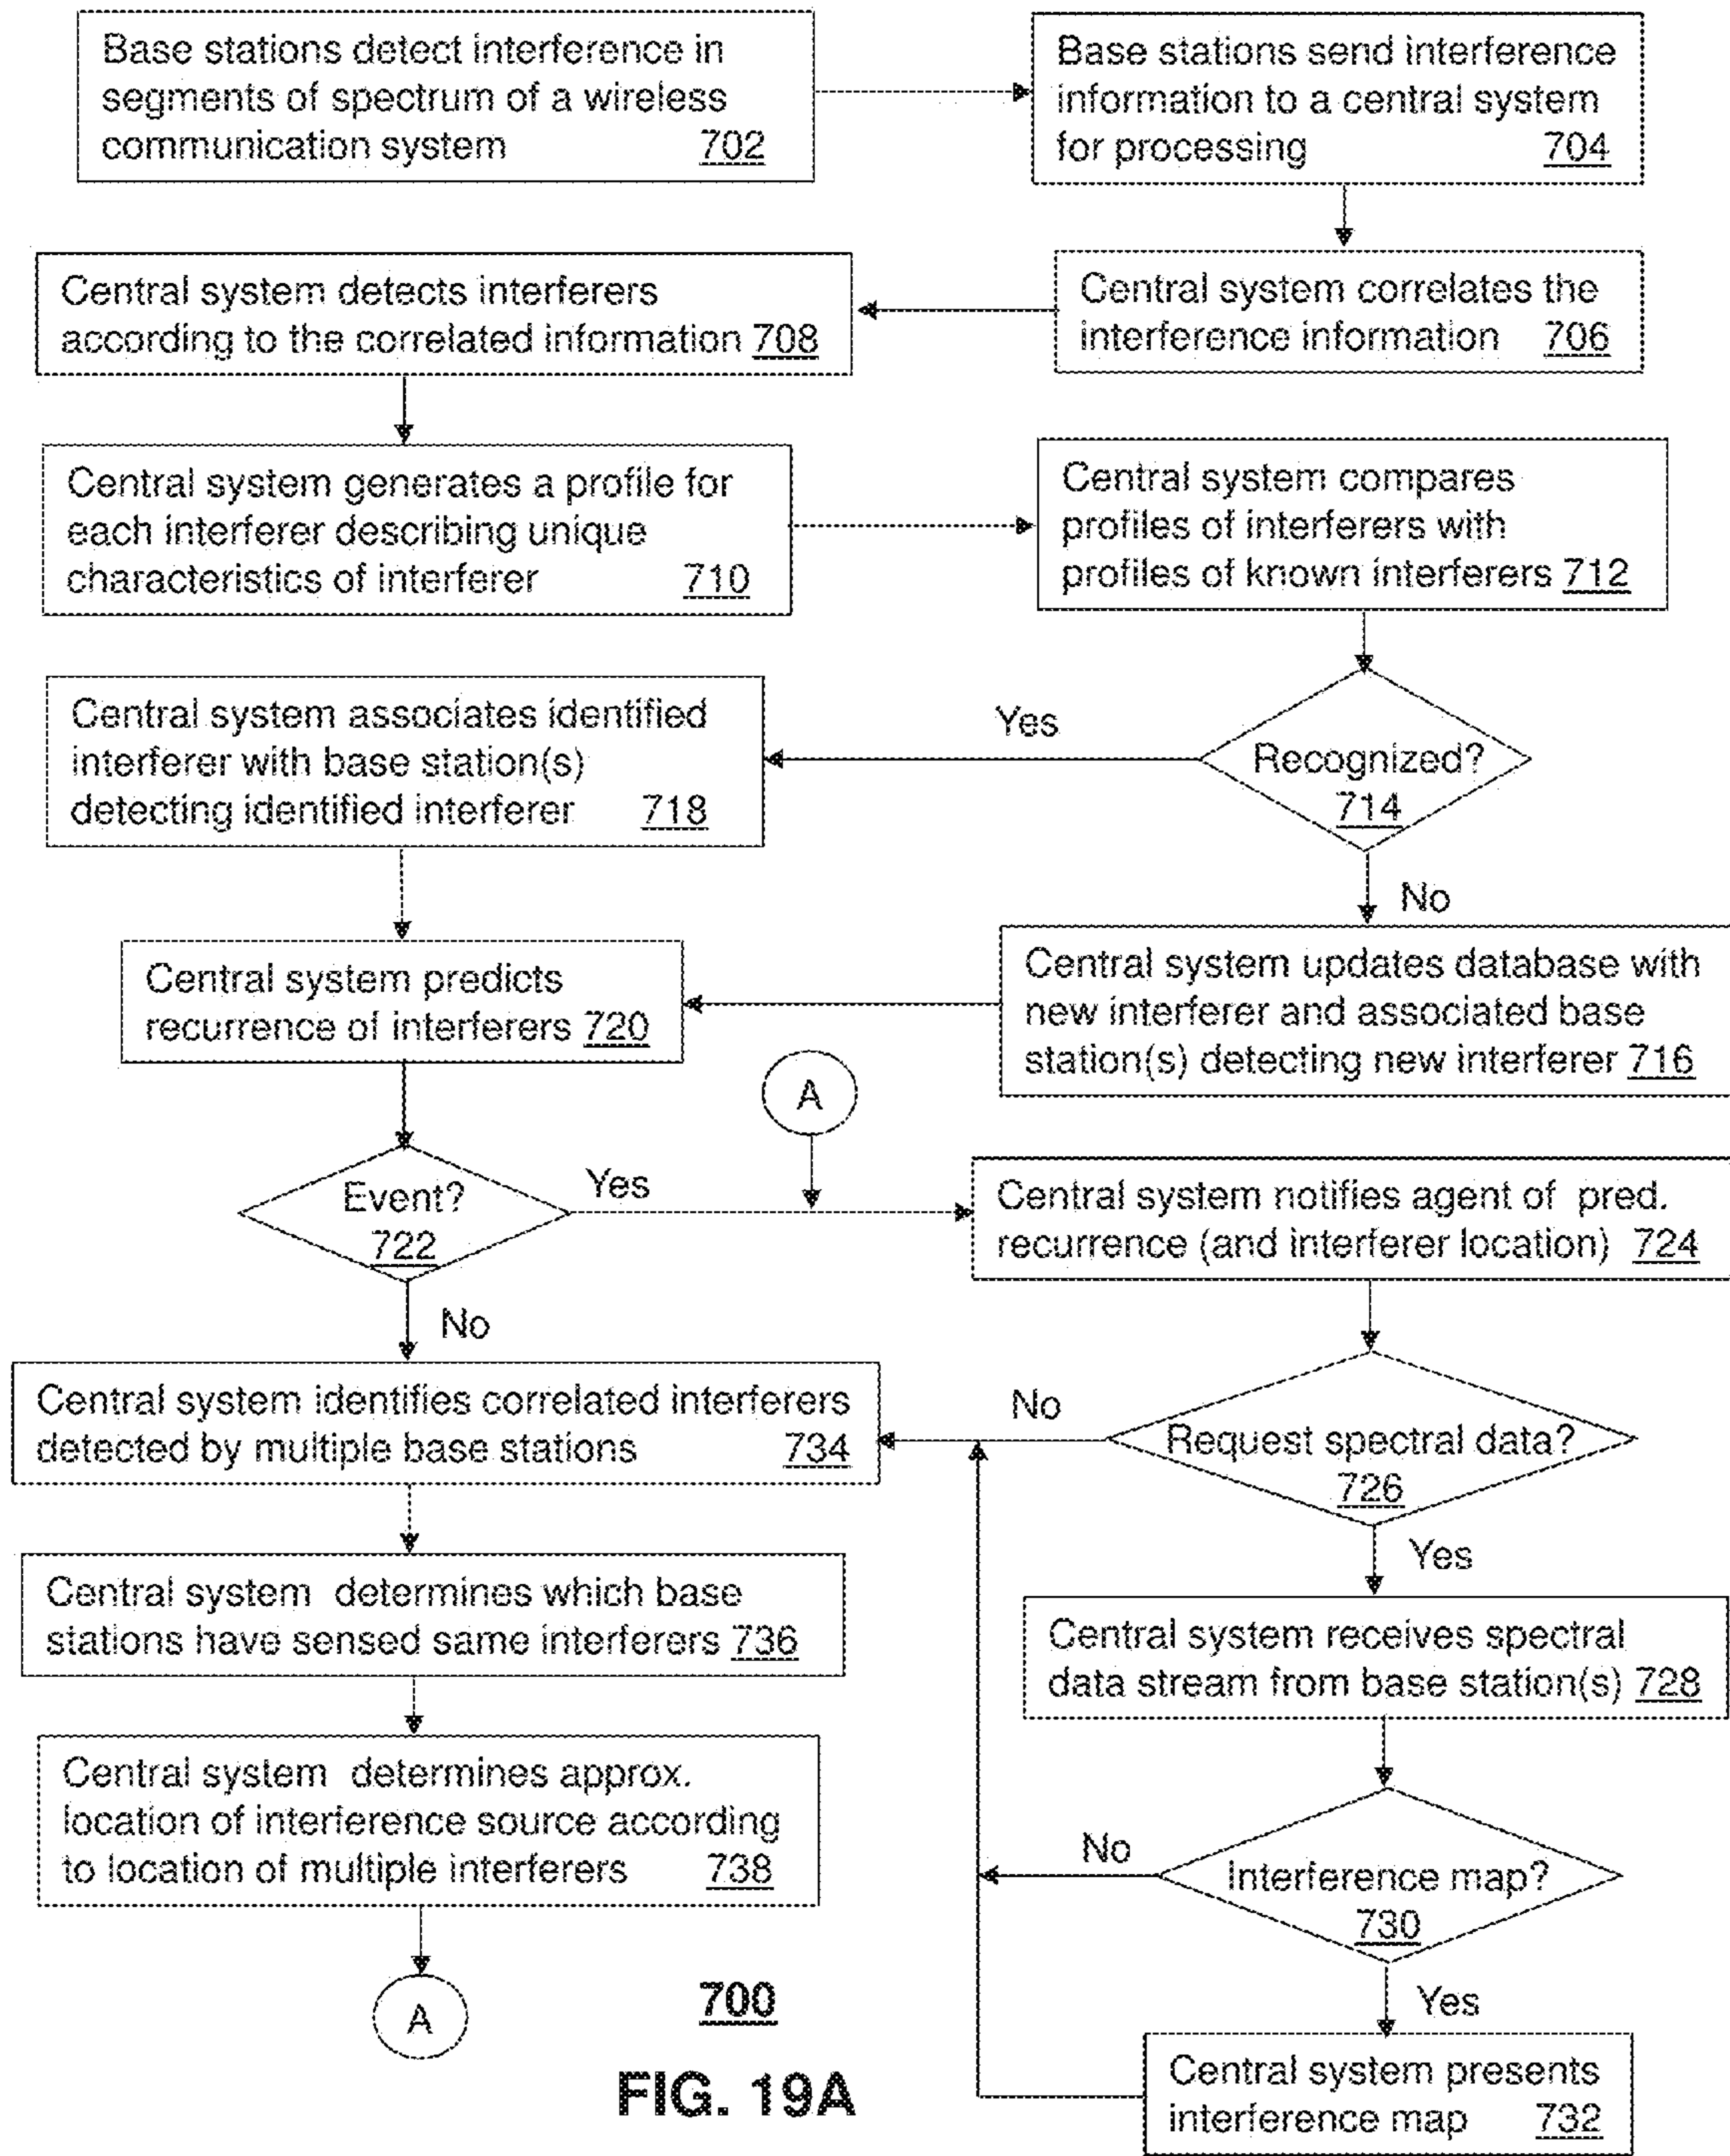 Base stations detect interference in
segments of spectrum of a wireless
communication system 702
Base stations send interference
information to a central system
for processing 704
Central system correlates the
interference information 706
Central system detects interferers
according to the correlated information 708
Central system generates a profile for
each interferer describing unique
characteristics of interferer 710
Central system compares
profiles of interferers with
profiles of known interferers 712
Recognized?
714
Yes
No
Central system associates identified
interferer with base station(s)
detecting identified interferer 718
Central system updates database with
new interferer and associated base
station(s) detecting new interferer 716
Central system predicts
recurrence of interferers 720
A
Event?
722
Yes
No
Central system notifies agent of pred.
recurrence (and interferer location) 724
Request spectral data?
726
No
Yes
Central system identifies correlated interferers
detected by multiple base stations 734
Central system determines which base
stations have sensed same interferers 736
Central system receives spectral
data stream from base station(s) 728
Central system determines approx.
location of interference source according
to location of multiple interferers 738
Interference map?
730
No
Yes
A
Central system presents
interference map 732
700
FIG. 19A